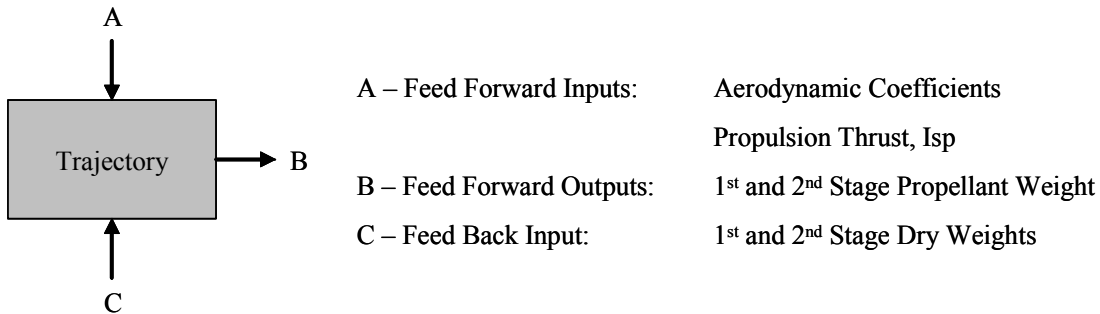 A
Trajectory
B
C
A – Feed Forward Inputs: Aerodynamic Coefficients
Propulsion Thrust, Isp
B – Feed Forward Outputs: 1st and 2nd Stage Propellant Weight
C – Feed Back Input: 1st and 2nd Stage Dry Weights